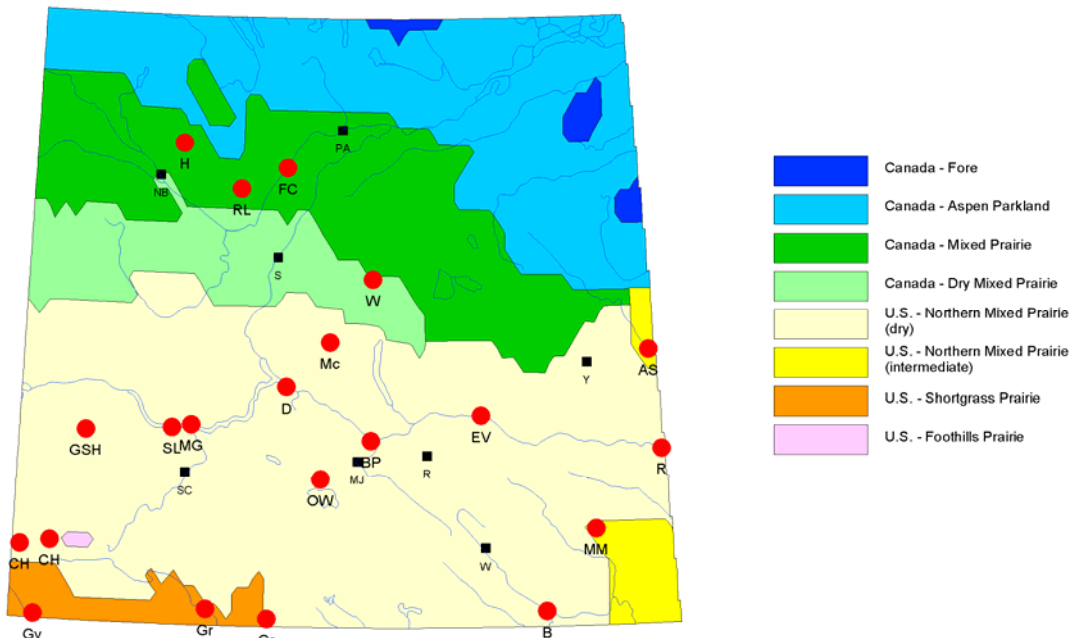 PA
H
FC
NB
RL
S
W
Mc
Y
AS
D
EV
GSH
SL
MG
BP
R
MJ
R
SC
OW
MM
W
CH
CH
Gr
B
Canada - Fore
Canada - Aspen Parkland
Canada - Mixed Prairie
Canada - Dry Mixed Prairie
U.S. - Northern Mixed Prairie
(dry)
U.S. - Northern Mixed Prairie
(intermediate)
U.S. - Shortgrass Prairie
U.S. - Foothills Prairie